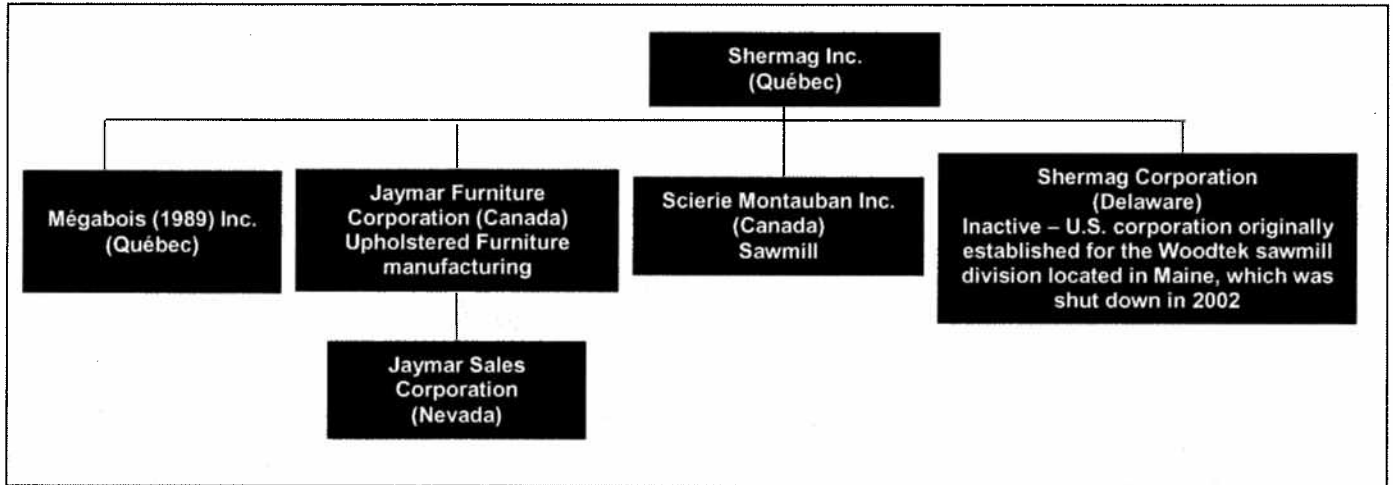 Shermag Inc.
(Québec)
Mégabois (1989) Inc.
(Québec)
Jaymar Furniture
Corporation (Canada)
Upholstered Furniture
manufacturing
Scierie Montauban Inc.
(Canada)
Sawmill
Shermag Corporation
(Delaware)
Inactive – U.S. corporation originally
established for the Woodtek sawmill
division located in Maine, which was
shut down in 2002
Jaymar Sales
Corporation
(Nevada)